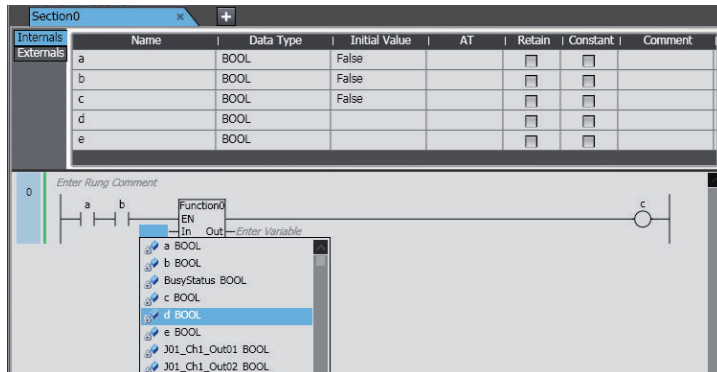 Section0 × +
Internals
Externals
Name Data Type Initial Value AT Retain Constant Comment
a BOOL False
b BOOL False
c BOOL False
d BOOL
e BOOL
0 Enter Rung Comment
a b Function0 c
EN
In Out Enter Variable
a BOOL
b BOOL
BusyStatus BOOL
c BOOL
d BOOL
e BOOL
J01_Ch1_Out01 BOOL
J01_Ch1_Out02 BOOL